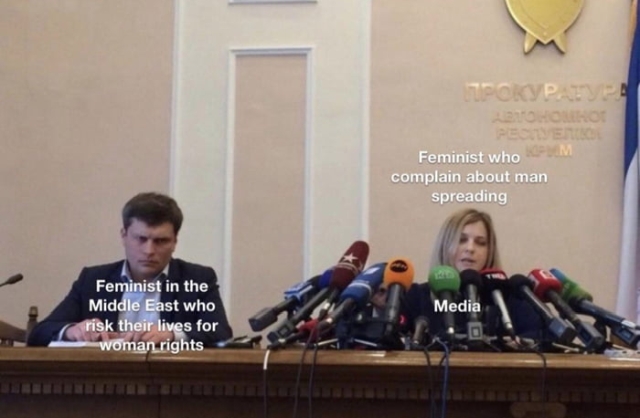 ПРОКУРАТУРА
АВТОНОМНОЇ
РЕСПУБЛІКИ
КРИМ
Feminist who
complain about man
spreading
Feminist in the
Middle East who
risk their lives for
woman rights
Media